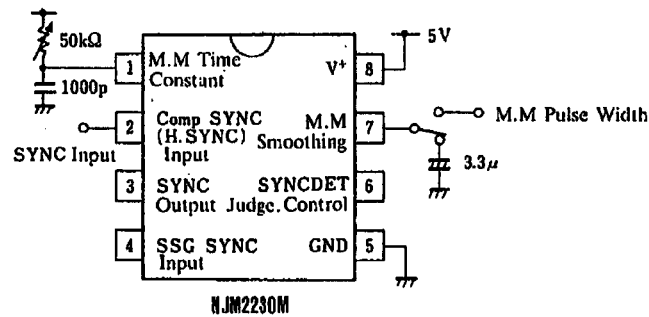 50kΩ
1000p
5V
1
M.M Time
Constant
V+
8
2
Comp SYNC
(H.SYNC)
Input
M.M
Smoothing
7
M.M Pulse Width
SYNC Input
3.3μ
3
SYNC
Output
SYNCDET
Judge.Control
6
4
SSG SYNC
Input
GND
5
NJM2230M